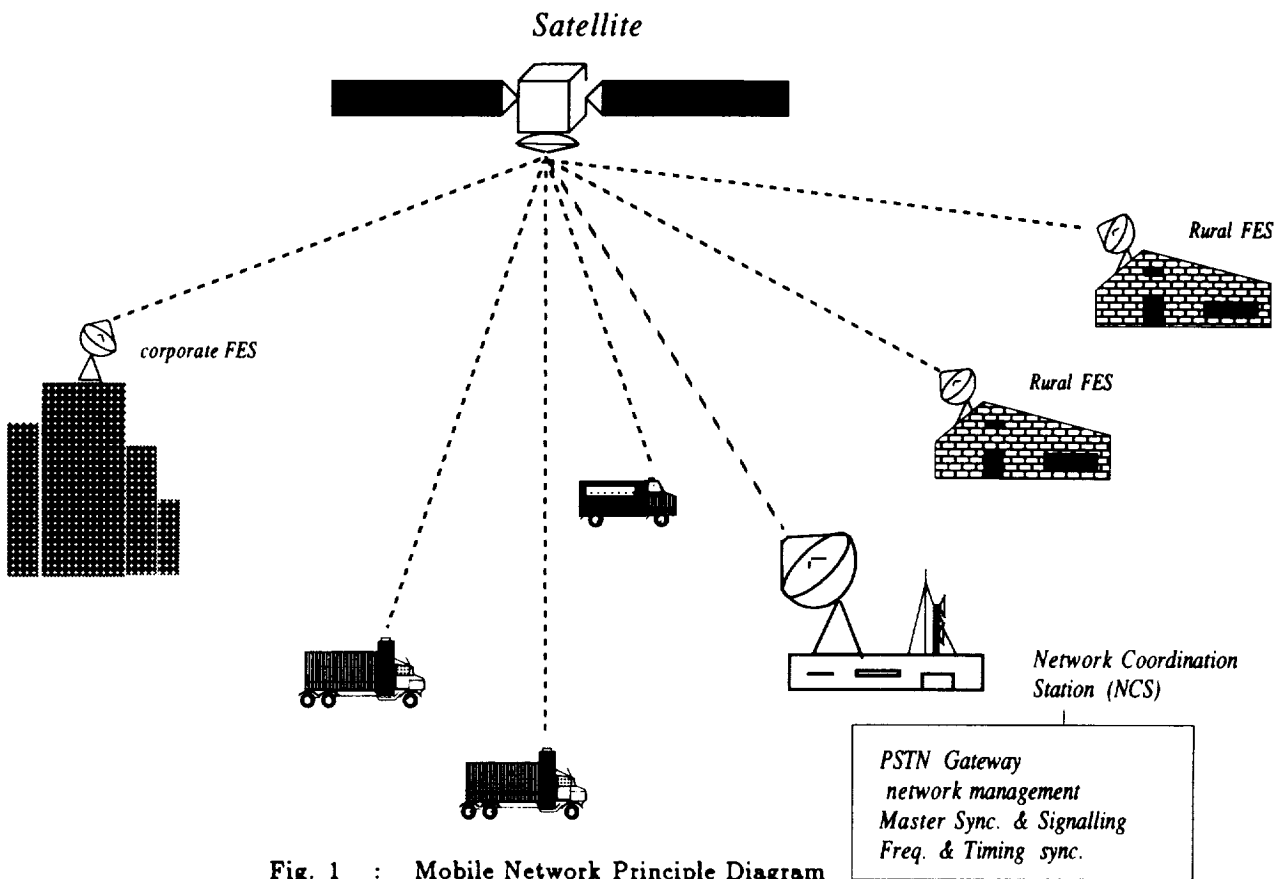 Satellite
Rural FES
corporate FES
Rural FES
Network Coordination
Station (NCS)
PSTN Gateway
network management
Master Sync. & Signalling
Freq. & Timing sync.
Fig. 1 : Mobile Network Principle Diagram